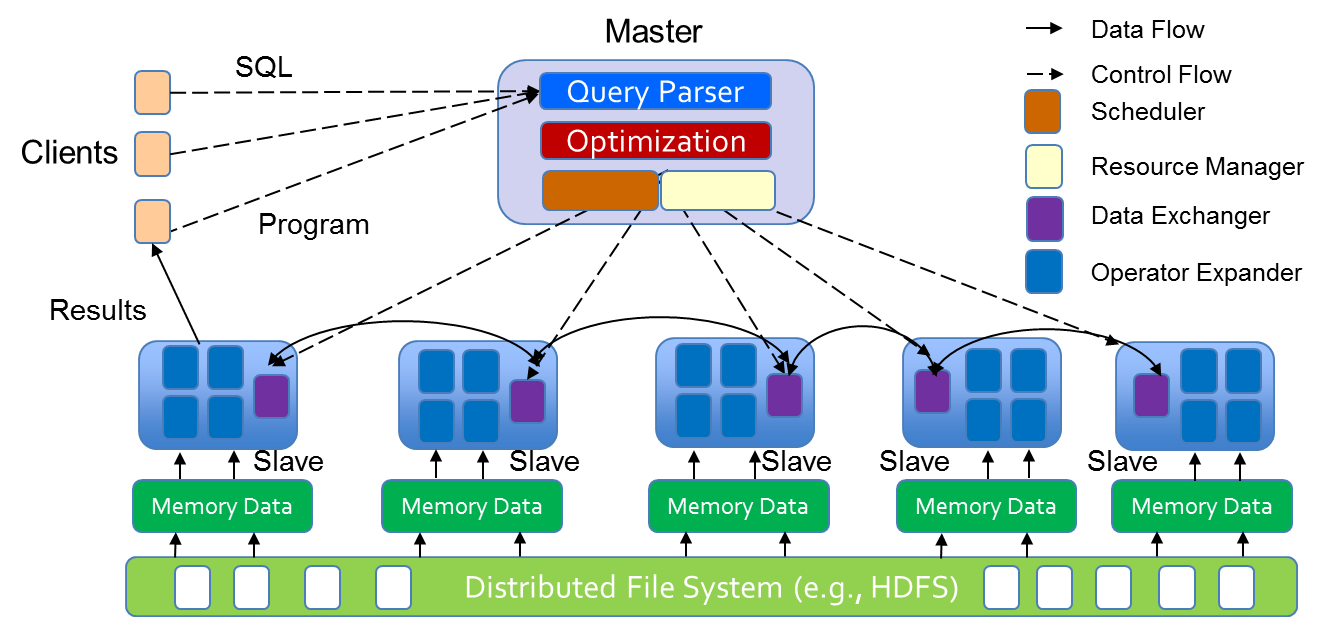 Master
SQL
Query Parser
Optimization
Clients
Program
Results
Data Flow
Control Flow
Scheduler
Resource Manager
Data Exchanger
Operator Expander
Slave
Slave
Slave
Slave
Slave
Memory Data
Memory Data
Memory Data
Memory Data
Memory Data
Distributed File System (e.g., HDFS)